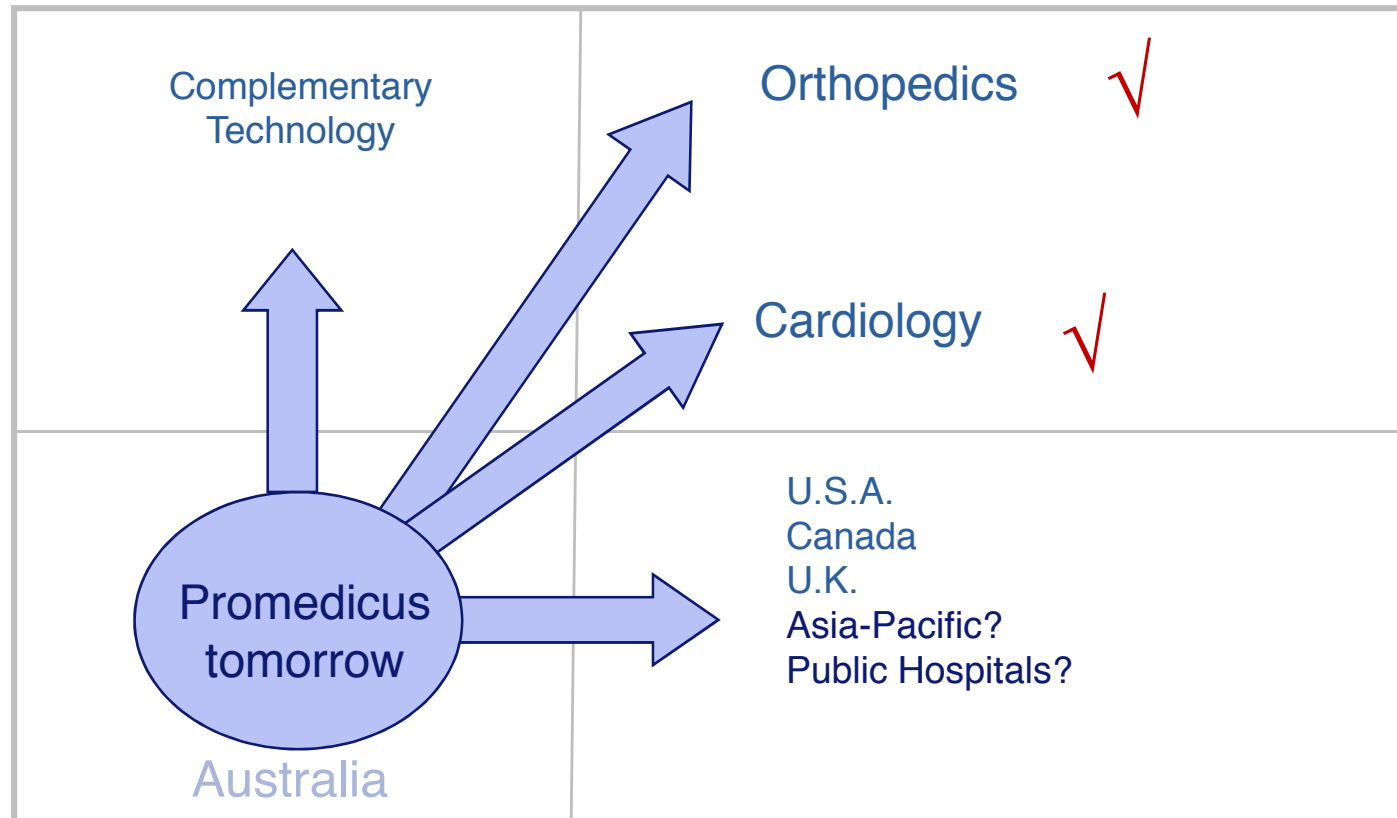 Complementary
Technology
Orthopedics √
Cardiology √
Promedicus
tomorrow
Australia
U.S.A.
Canada
U.K.
Asia-Pacific?
Public Hospitals?